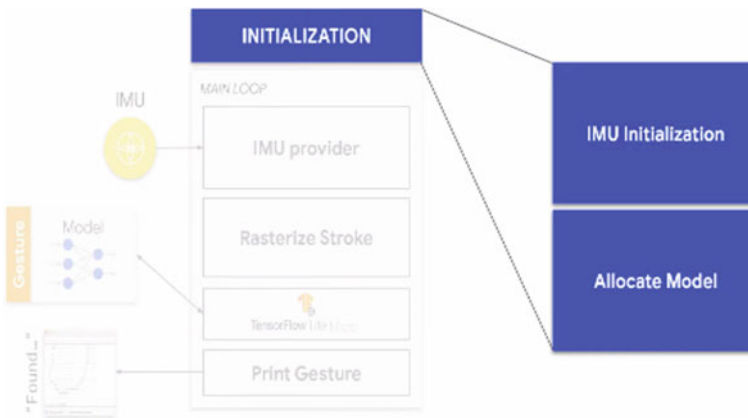 INITIALIZATION
MAIN LOOP
IMU
IMU provider
IMU Initialization
Rasterize Stroke
Gesture
Model
Allocate Model
TensorFlow Lite Micro
Print Gesture
"Found_"